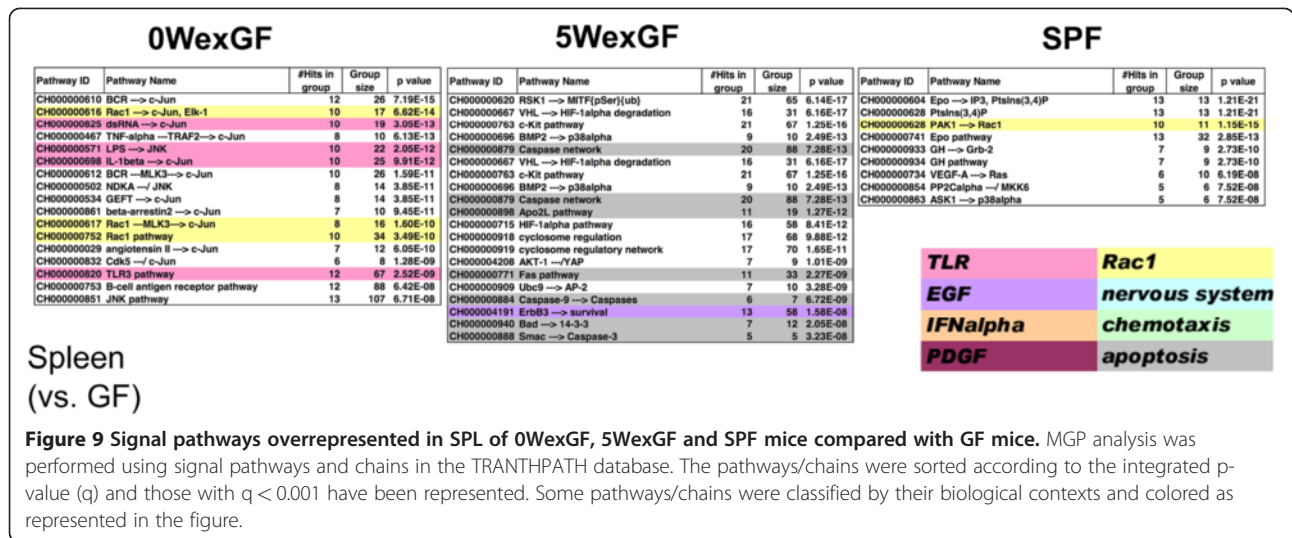 0WexGF
Pathway ID Pathway Name #Hits in group Group size p value
CH000000610 BCR ---> c-Jun 12 26 7.19E-15
CH000000616 Rac1 ---> c-Jun, Elk-1 10 17 6.62E-14
CH000000825 dsRNA ---> c-Jun 10 19 3.05E-13
CH000000467 TNF-alpha ---TRAF2---> c-Jun 8 10 6.13E-13
CH000000571 LPS ---> JNK 10 22 2.05E-12
CH000000698 IL-1beta ---> c-Jun 10 25 9.91E-12
CH000000612 BCR ---MLK3---> c-Jun 10 26 1.59E-11
CH000000502 NDKA ---/ JNK 8 14 3.85E-11
CH000000534 GEFT ---> c-Jun 8 14 3.85E-11
CH000000861 beta-arrestin2 ---> c-Jun 7 10 9.45E-11
CH000000617 Rac1 ---MLK3---> c-Jun 8 16 1.60E-10
CH000000752 Rac1 pathway 10 34 3.49E-10
CH000000029 angiotensin II ---> c-Jun 7 12 6.05E-10
CH000000832 Cdk5 ---/ c-Jun 6 8 1.28E-09
CH000000820 TLR3 pathway 12 67 2.52E-09
CH000000753 B-cell antigen receptor pathway 12 88 6.42E-08
CH000000851 JNK pathway 13 107 6.71E-08
5WexGF
Pathway ID Pathway Name #Hits in group Group size p value
CH000000620 RSK1 ---> MITF{pSer}{ub} 21 65 6.14E-17
CH000000667 VHL ---> HIF-1alpha degradation 16 31 6.16E-17
CH000000763 c-Kit pathway 21 67 1.25E-16
CH000000696 BMP2 ---> p38alpha 9 10 2.49E-13
CH000000879 Caspase network 20 88 7.28E-13
CH000000667 VHL ---> HIF-1alpha degradation 16 31 6.16E-17
CH000000763 c-Kit pathway 21 67 1.25E-16
CH000000696 BMP2 ---> p38alpha 9 10 2.49E-13
CH000000879 Caspase network 20 88 7.28E-13
CH000000898 Apo2L pathway 11 19 1.27E-12
CH000000715 HIF-1alpha pathway 16 58 8.41E-12
CH000000918 cyclosome regulation 17 68 9.88E-12
CH000000919 cyclosome regulatory network 17 70 1.65E-11
CH000004208 AKT-1 ---/YAP 7 9 1.01E-09
CH000000771 Fas pathway 11 33 2.27E-09
CH000000909 Ubc9 ---> AP-2 7 10 3.28E-09
CH000000884 Caspase-9 ---> Caspases 6 7 6.72E-09
CH000004191 ErbB3 ---> survival 13 58 1.58E-08
CH000000940 Bad ---> 14-3-3 7 12 2.05E-08
CH000000888 Smac ---> Caspase-3 5 5 3.23E-08
SPF
Pathway ID Pathway Name #Hits in group Group size p value
CH000000604 Epo ---> IP3, PtsIns(3,4)P 13 13 1.21E-21
CH000000628 PtsIns(3,4)P 13 13 1.21E-21
CH000000628 PAK1 ---> Rac1 10 11 1.15E-15
CH000000741 Epo pathway 13 32 2.85E-13
CH000000933 GH ---> Grb-2 7 9 2.73E-10
CH000000934 GH pathway 7 9 2.73E-10
CH000000734 VEGF-A ---> Ras 6 10 6.19E-08
CH000000854 PP2Calpha ---/ MKK6 5 6 7.52E-08
CH000000863 ASK1 ---> p38alpha 5 6 7.52E-08
TLR Rac1
EGF nervous system
IFNalpha chemotaxis
PDGF apoptosis
Spleen
(vs. GF)
Figure 9 Signal pathways overrepresented in SPL of 0WexGF, 5WexGF and SPF mice compared with GF mice. MGP analysis was
performed using signal pathways and chains in the TRANTHPATH database. The pathways/chains were sorted according to the integrated p-
value (q) and those with q < 0.001 have been represented. Some pathways/chains were classified by their biological contexts and colored as
represented in the figure.